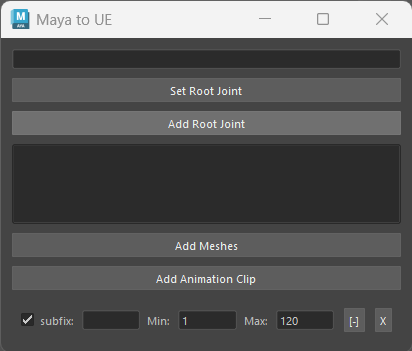 M
AYA
Maya to UE
Set Root Joint
Add Root Joint
Add Meshes
Add Animation Clip
subfix: Min: 1 Max: 120 [-] X